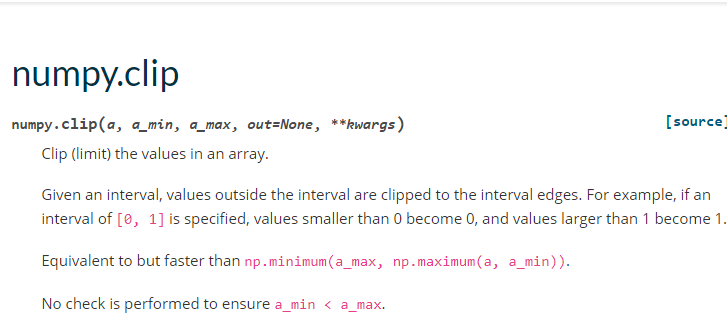 numpy.clip
numpy.clip(a, a_min, a_max, out=None, **kwargs) [source]
Clip (limit) the values in an array.
Given an interval, values outside the interval are clipped to the interval edges. For example, if an
interval of [0, 1] is specified, values smaller than 0 become 0, and values larger than 1 become 1.
Equivalent to but faster than np.minimum(a_max, np.maximum(a, a_min)).
No check is performed to ensure a_min < a_max.